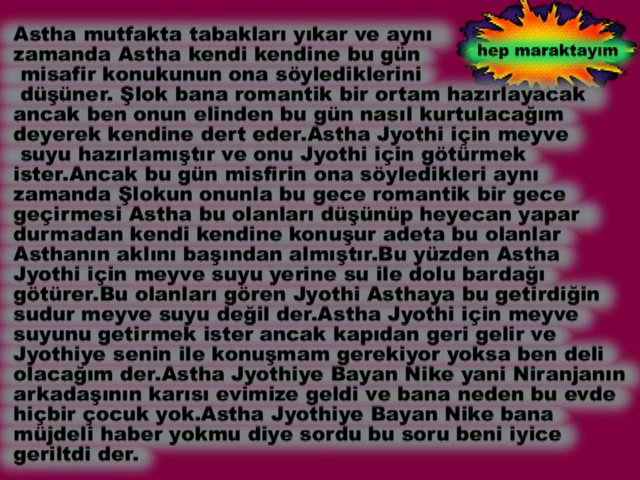 Astha mutfakta tabakları yıkar ve aynı
zamanda Astha kendi kendine bu gün
misafir konukunun ona söylediklerini
düşüner. Şlok bana romantik bir ortam hazırlayacak
ancak ben onun elinden bu gün nasıl kurtulacağım
deyerek kendine dert eder.Astha Jyothi için meyve
suyu hazırlamıştır ve onu Jyothi için götürmek
ister.Ancak bu gün misfirin ona söyledikleri aynı
zamanda Şlokun onunla bu gece romantik bir gece
geçirmesi Astha bu olanları düşünüp heyecan yapar
durmadan kendi kendine konuşur adeta bu olanlar
Asthanın aklını başından almıştır.Bu yüzden Astha
Jyothi için meyve suyu yerine su ile dolu bardağı
götürer.Bu olanları gören Jyothi Asthaya bu getirdiğin
sudur meyve suyu değil der.Astha Jyothi için meyve
suyunu getirmek ister ancak kapıdan geri gelir ve
Jyothiye senin ile konuşmam gerekiyor yoksa ben deli
olacağım der.Astha Jyothiye Bayan Nike yani Niranjanın
arkadaşının karısı evimize geldi ve bana neden bu evde
hiçbir çocuk yok.Astha Jyothiye Bayan Nike bana
müjdeli haber yokmu diye sordu bu soru beni iyice
geriltdi der.
hep maraktayım